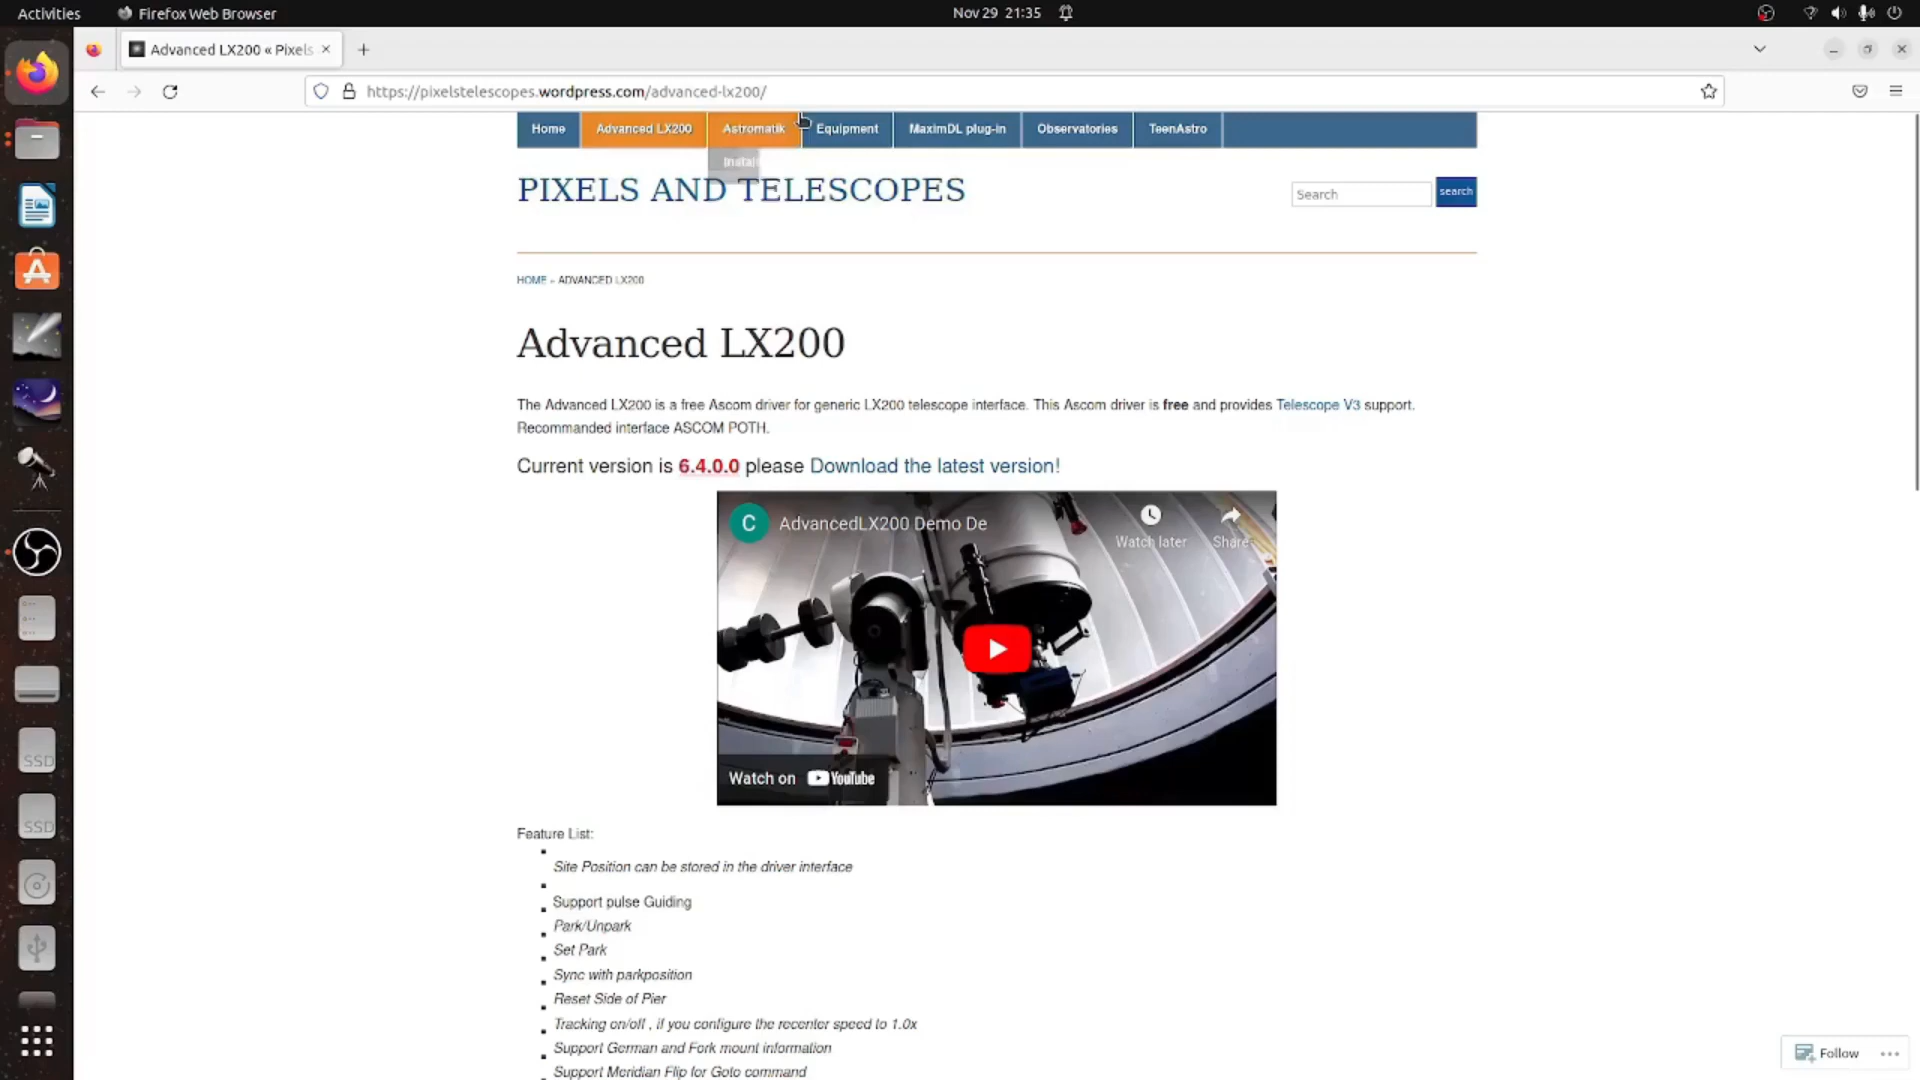 Activities
Firefox Web Browser
Nov 29 21:35
Advanced LX200 « Pixels
https://pixelstelescopes.wordpress.com/advanced-lx200/
Home
Advanced LX200
Astromatik
Equipment
MaximDL plug-in
Observatories
TeenAstro
Install
PIXELS AND TELESCOPES
Search
search
HOME » ADVANCED LX200
Advanced LX200
The Advanced LX200 is a free Ascom driver for generic LX200 telescope interface. This Ascom driver is free and provides Telescope V3 support.
Recommanded interface ASCOM POTH.
Current version is 6.4.0.0 please Download the latest version!
C
AdvancedLX200 Demo De
Watch later
Share
Watch on YouTube
Feature List:
Site Position can be stored in the driver interface
Support pulse Guiding
Park/Unpark
Set Park
Sync with parkposition
Reset Side of Pier
Tracking on/off , if you configure the recenter speed to 1.0x
Support German and Fork mount information
Support Meridian Flip for Goto command
SSD
SSD
Follow